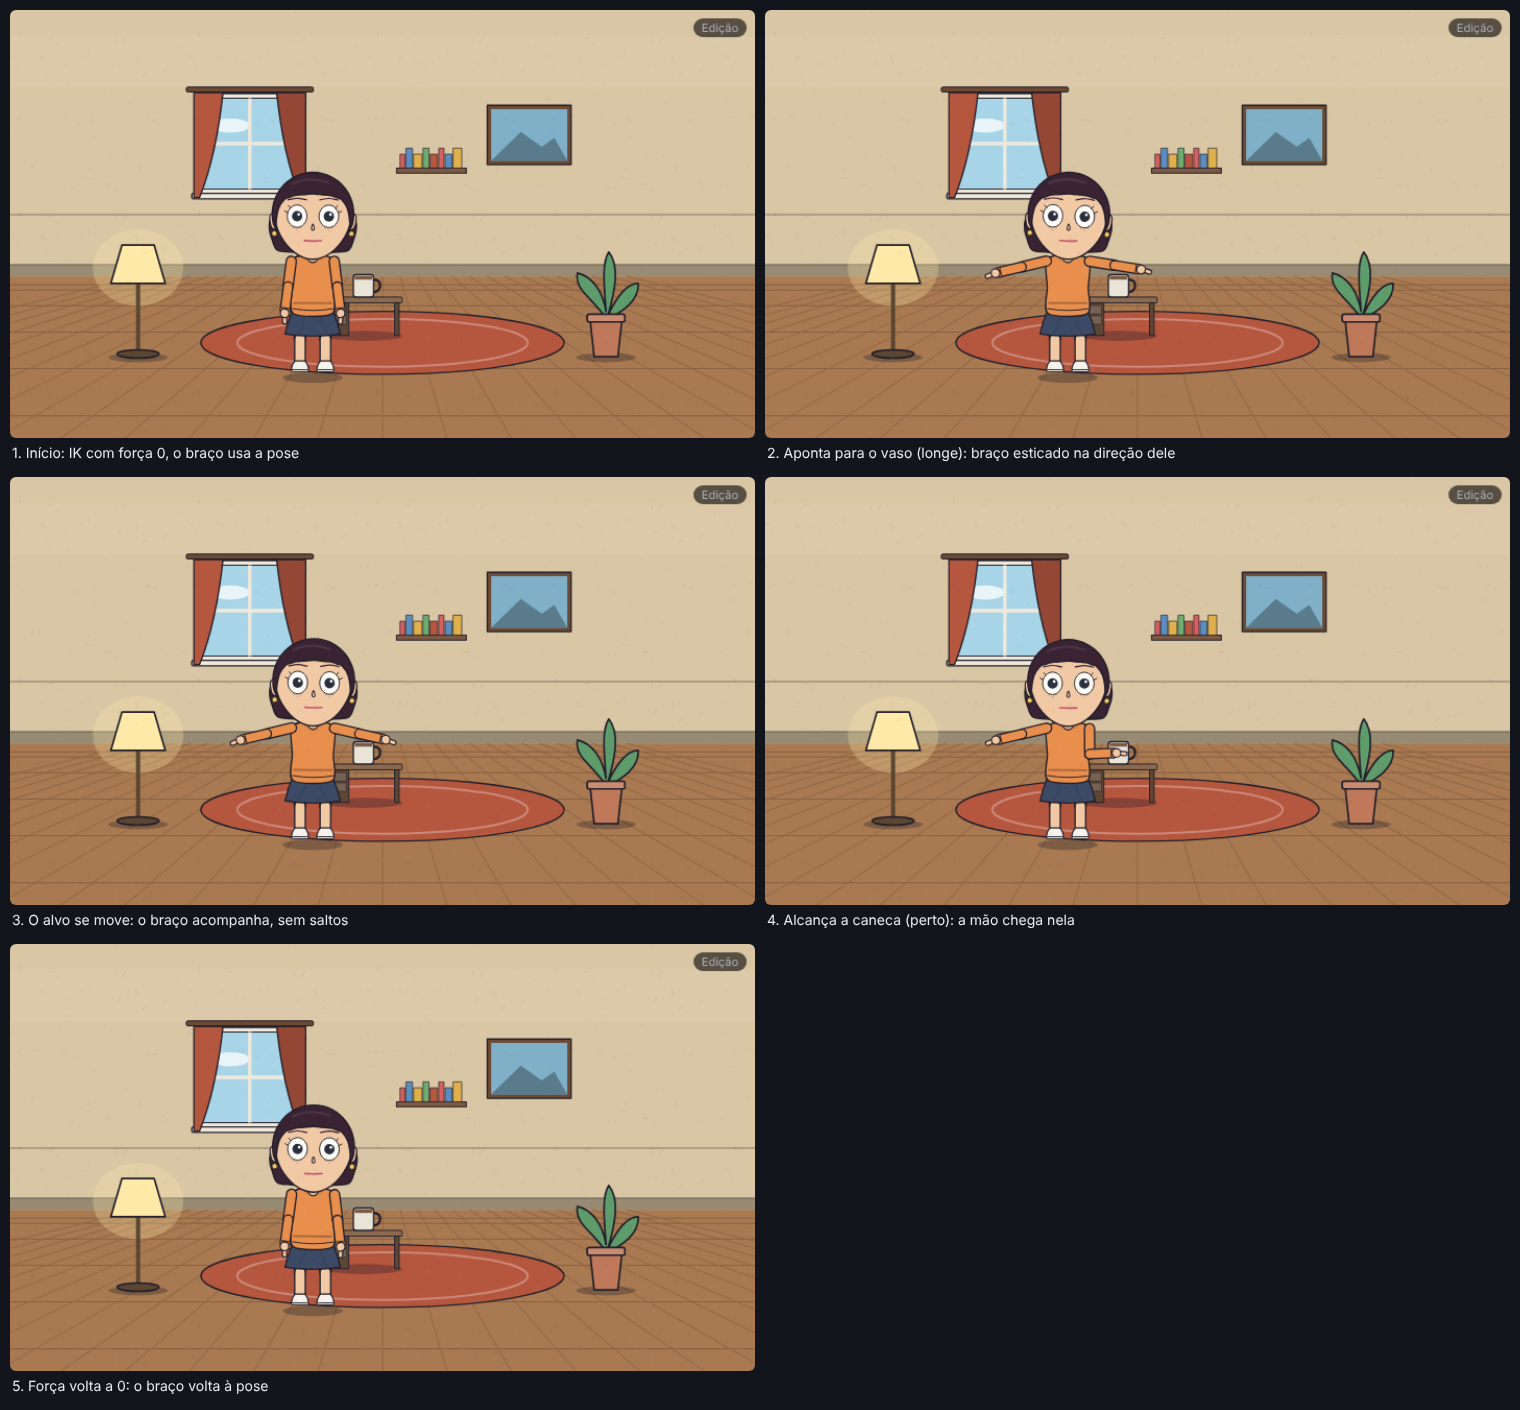 Edição
Edição
1. Início: IK com força 0, o braço usa a pose
2. Aponta para o vaso (longe): braço esticado na direção dele
Edição
Edição
3. O alvo se move: o braço acompanha, sem saltos
4. Alcança a caneca (perto): a mão chega nela
Edição
5. Força volta a 0: o braço volta à pose